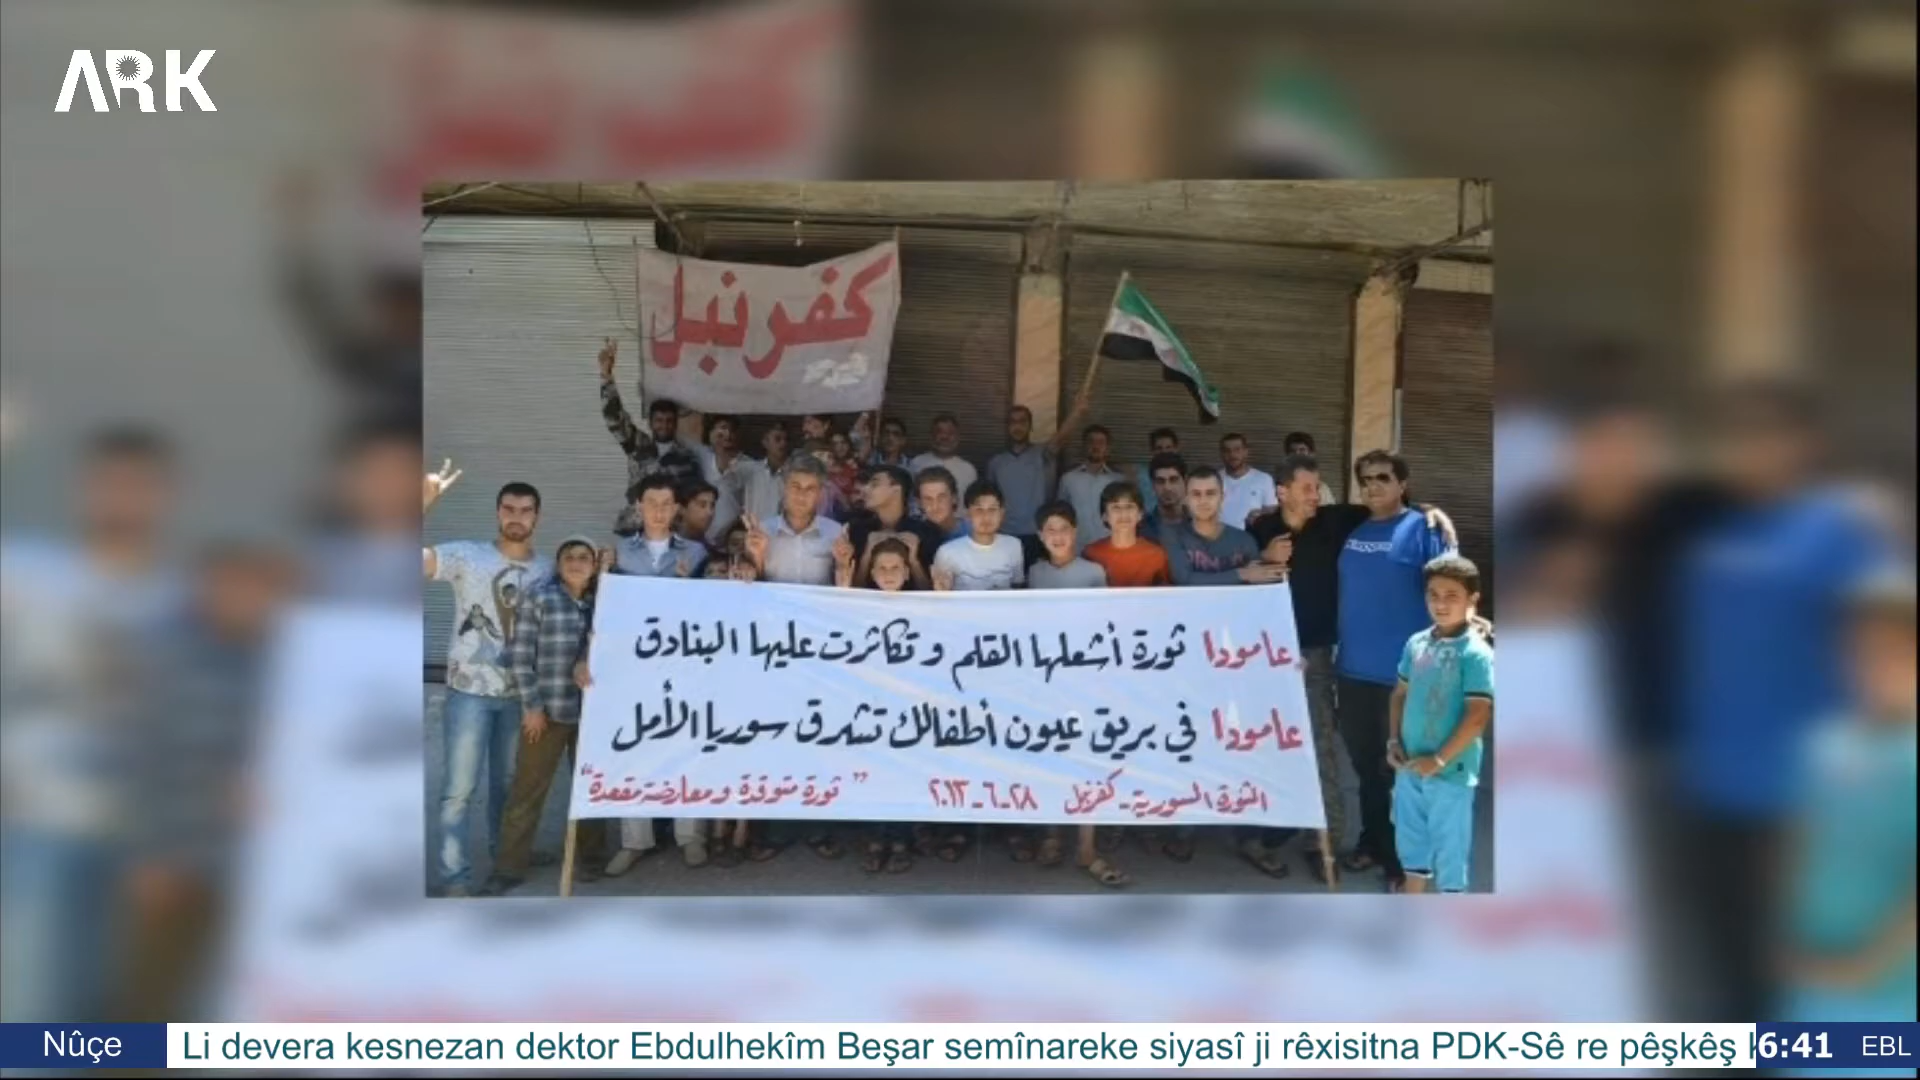 ARK
كفرنبل
عامودا ثورة أشعلها القلم و تكاثرت عليها البنادق
عامودا في بريق عيون أطفالك تشرق سوريا الأمل
الثورة السورية - كفرنبل ٢٨-٦-٢٠١٣ "ثورة متوقدة ومعارضة مقعدة"
Nûçe
Li devera kesnezan dektor Ebdulhekîm Beşar semînareke siyasî ji rêxisitna PDK-Sê re pêşkêş
6:41
EBL